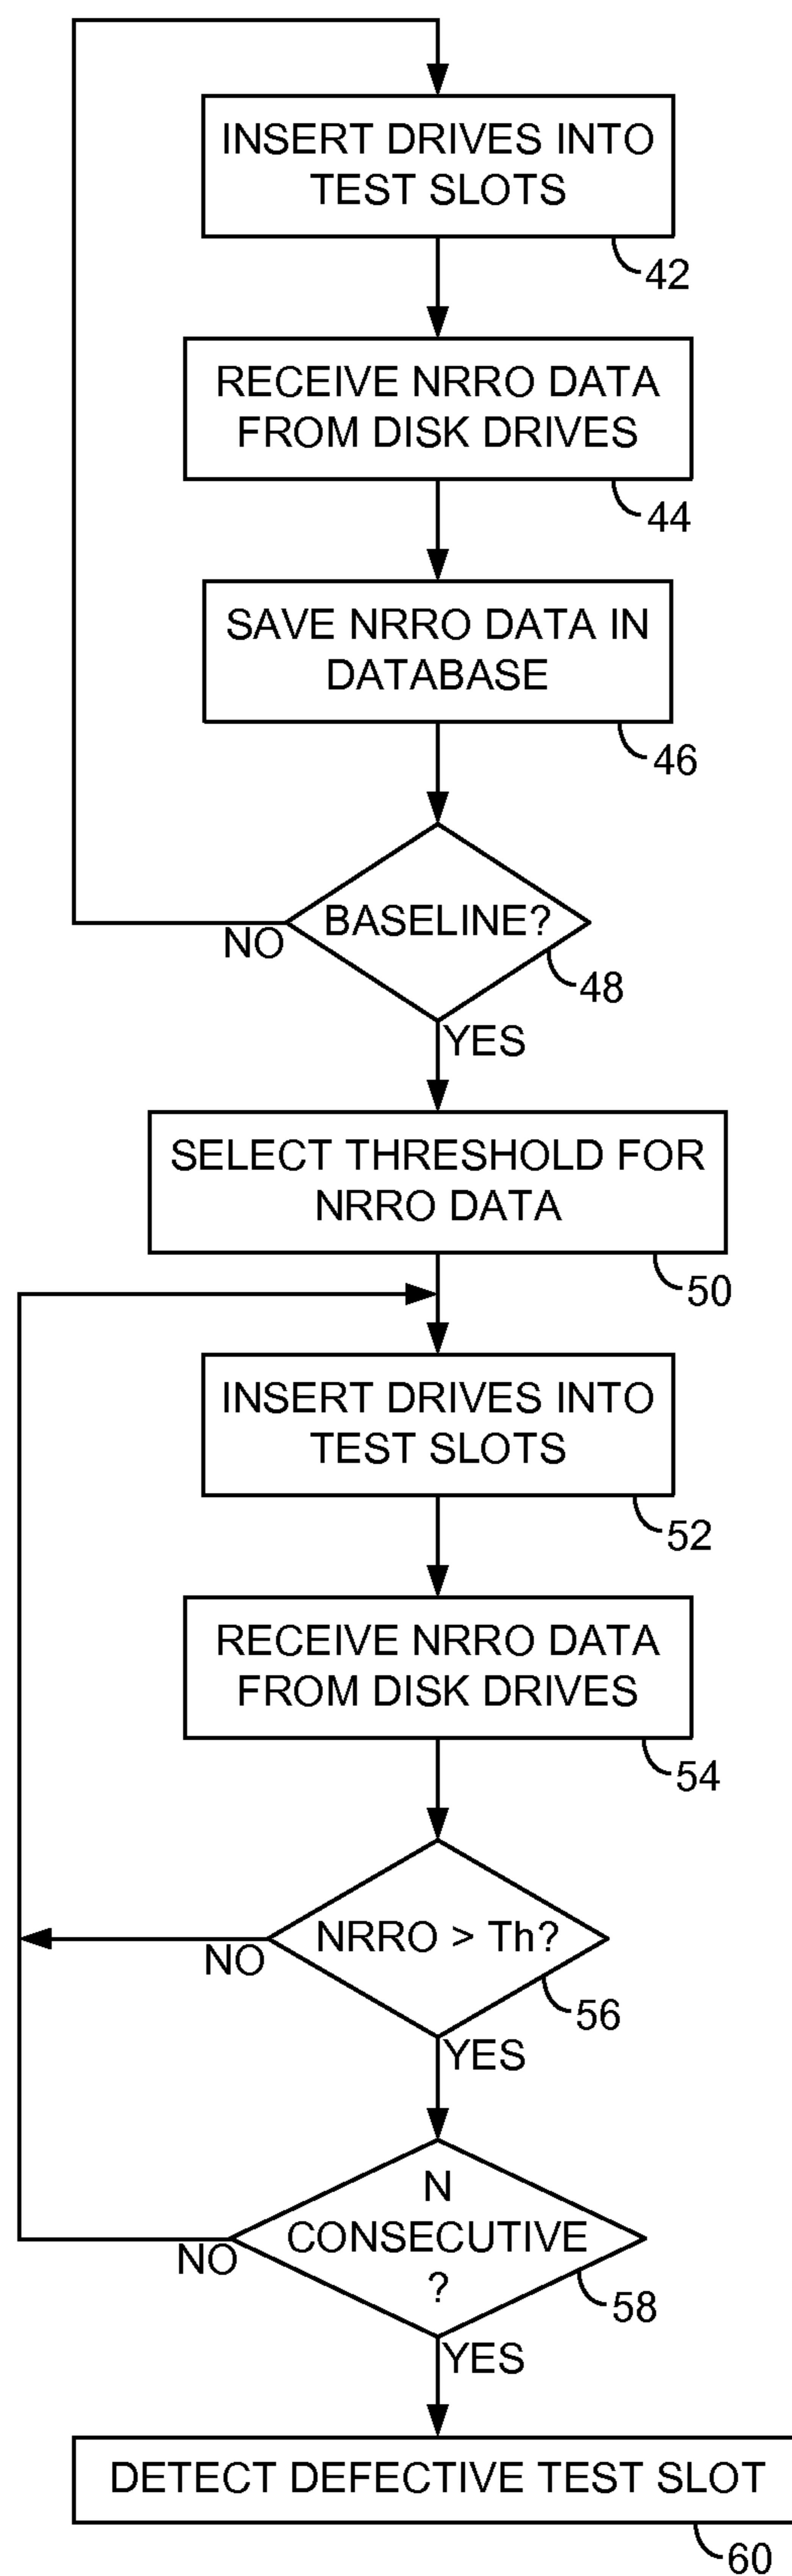 INSERT DRIVES INTO
TEST SLOTS
42
RECEIVE NRRO DATA
FROM DISK DRIVES
44
SAVE NRRO DATA IN
DATABASE
46
BASELINE?
NO
48
YES
SELECT THRESHOLD FOR
NRRO DATA
50
INSERT DRIVES INTO
TEST SLOTS
52
RECEIVE NRRO DATA
FROM DISK DRIVES
54
NRRO > Th?
NO
56
YES
N
CONSECUTIVE
?
NO
58
YES
DETECT DEFECTIVE TEST SLOT
60